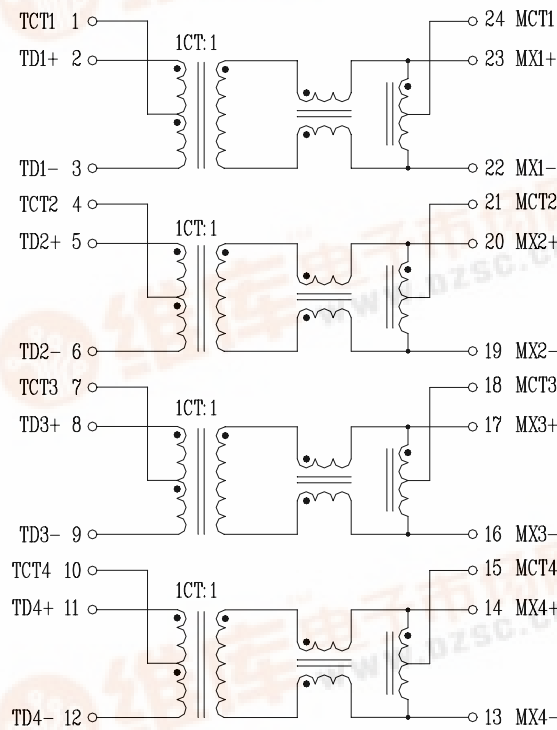 TCT1 1 24 MCT1
1CT:1
TD1+ 2 23 MX1+
TD1- 3 22 MX1-
TCT2 4 21 MCT2
1CT:1
TD2+ 5 20 MX2+
TD2- 6 19 MX2-
TCT3 7 18 MCT3
1CT:1
TD3+ 8 17 MX3+
TD3- 9 16 MX3-
TCT4 10 15 MCT4
1CT:1
TD4+ 11 14 MX4+
TD4- 12 13 MX4-